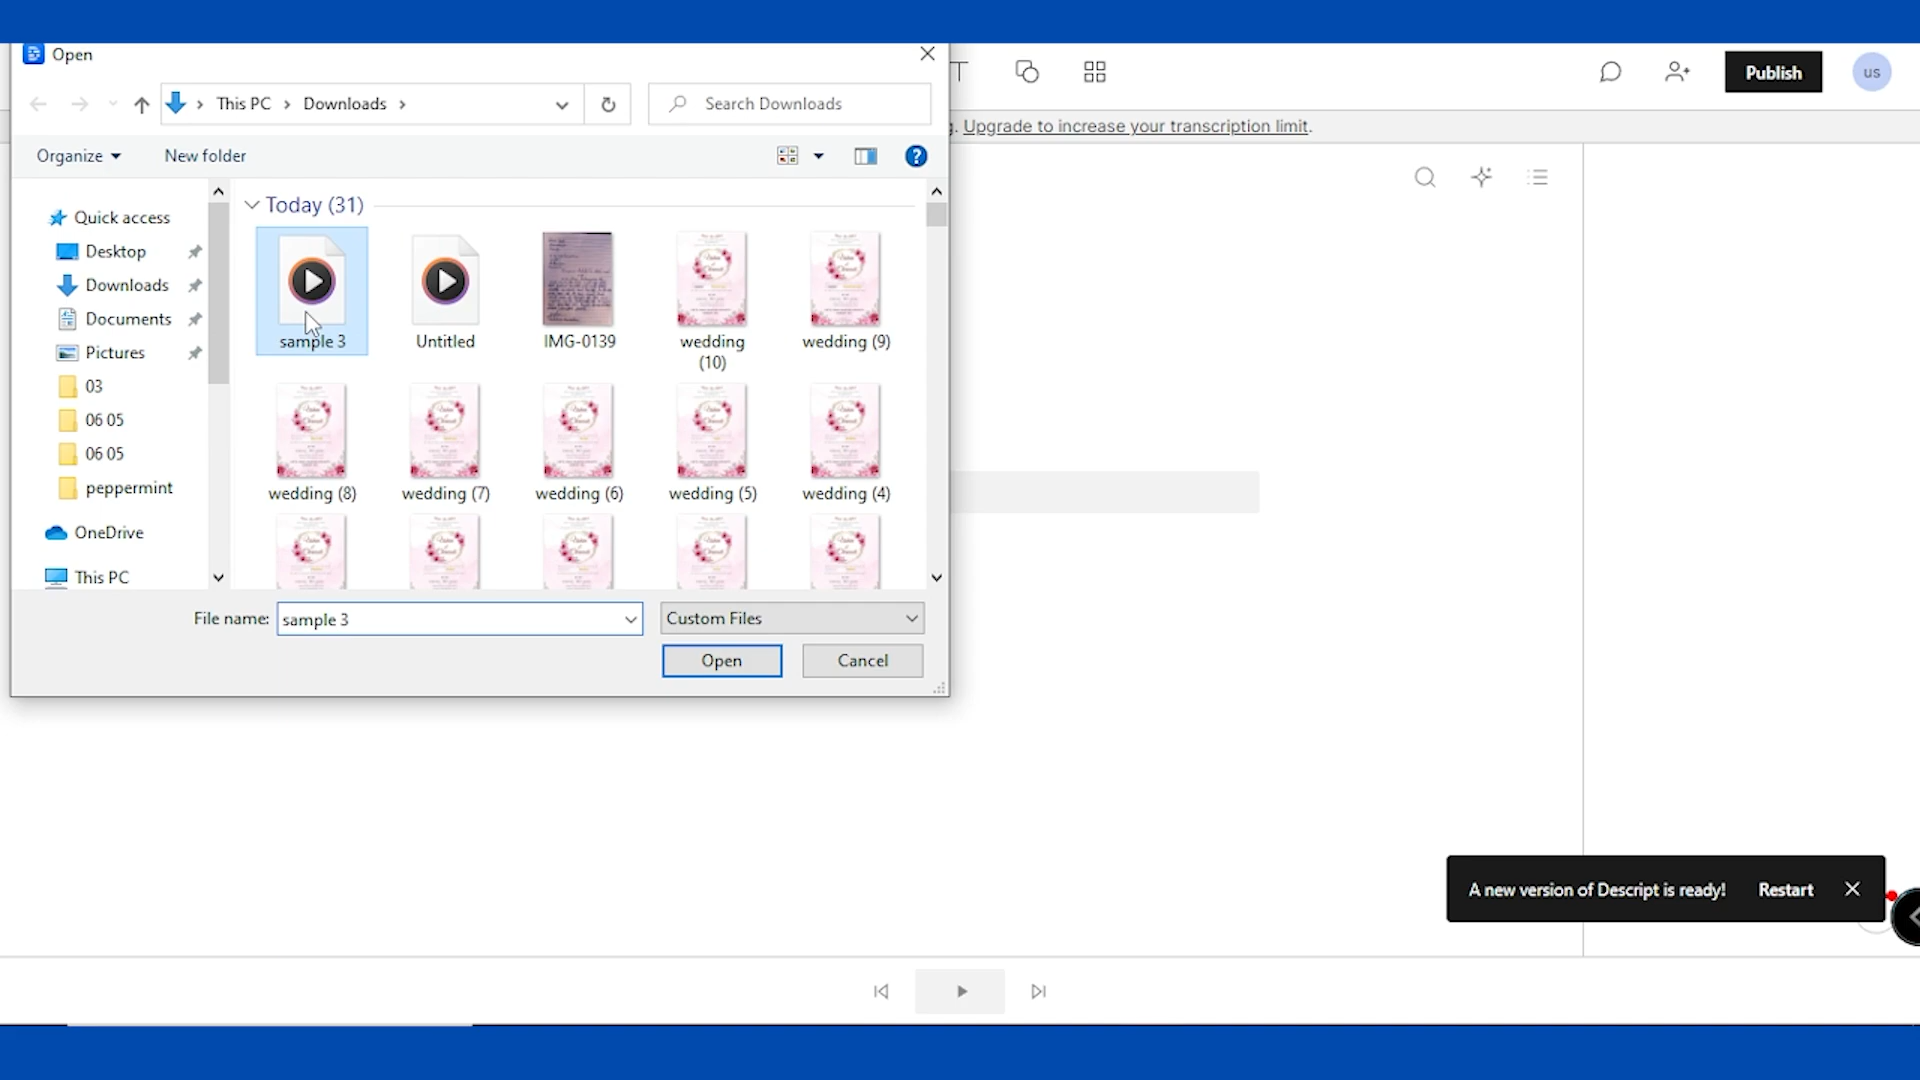 Open
This PC > Downloads >
Search Downloads
Publish
us
. Upgrade to increase your transcription limit.
Organize
New folder
Today (31)
Quick access
Desktop
Downloads
Documents
Pictures
03
06 05
06 05
peppermint
OneDrive
This PC
sample 3
Untitled
IMG-0139
wedding (10)
wedding (9)
wedding (8)
wedding (7)
wedding (6)
wedding (5)
wedding (4)
File name:
sample 3
Custom Files
Open
Cancel
A new version of Descript is ready!
Restart